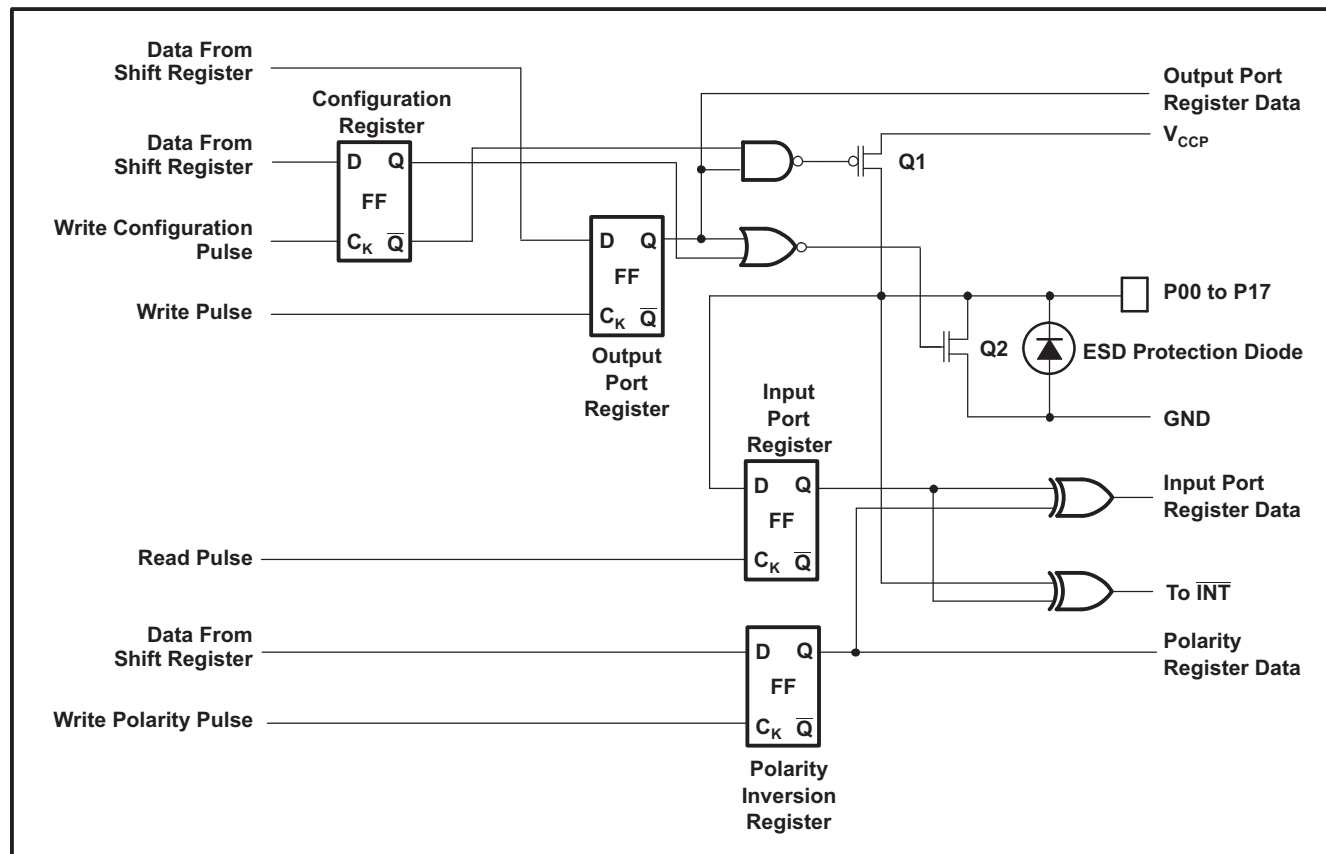 Data From
Shift Register
Configuration
Register
Output Port
Register Data
V_CCP
Data From
Shift Register
D Q
FF
C_K Q̅
Q1
Write Configuration
Pulse
D Q
FF
C_K Q̅
P00 to P17
Write Pulse
Output
Port
Register
Q2
ESD Protection Diode
Input
Port
Register
GND
D Q
FF
C_K Q̅
Input Port
Register Data
Read Pulse
To I̅N̅T̅
Data From
Shift Register
D Q
FF
C_K Q̅
Polarity
Register Data
Write Polarity Pulse
Polarity
Inversion
Register